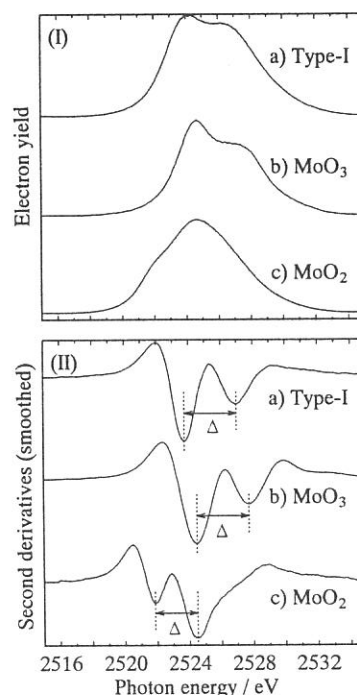 (I)
a) Type-I
b) MoO₃
c) MoO₂
Electron yield
(II)
a) Type-I
Δ
b) MoO₃
Δ
c) MoO₂
Δ
Second derivatives (smoothed)
2516 2520 2524 2528 2532
Photon energy / eV